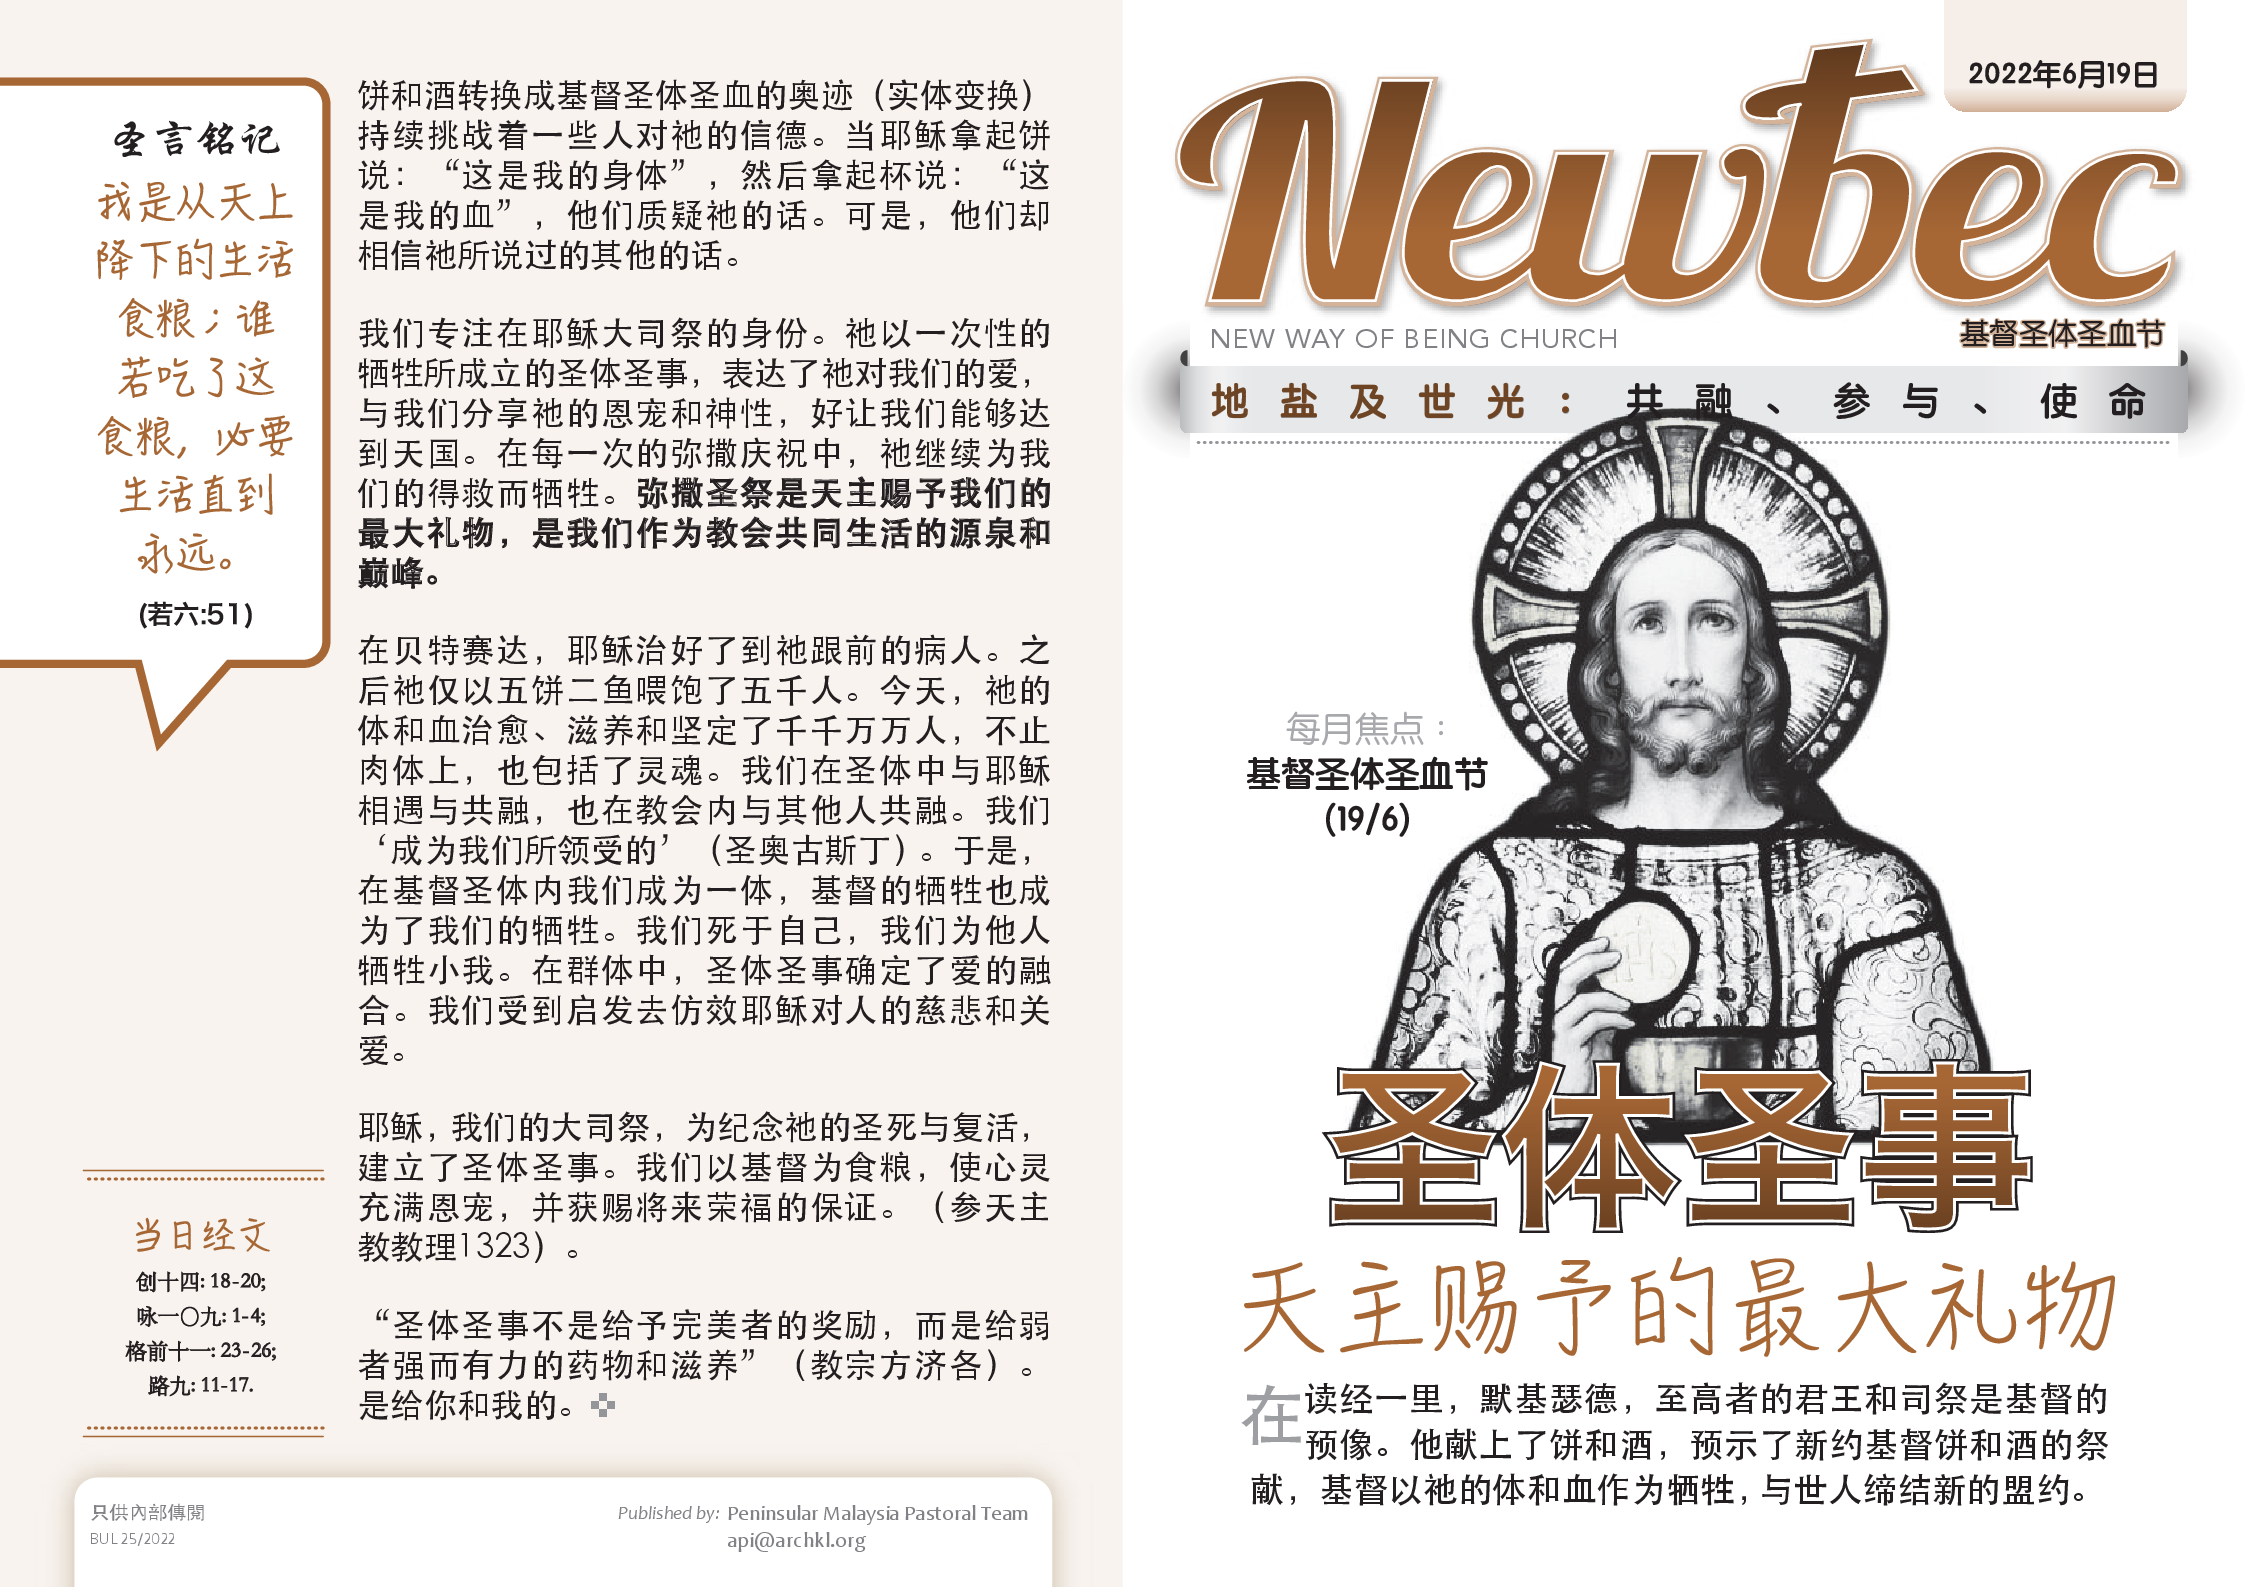 圣言铭记
我是从天上
降下的生活
食粮；谁
若吃了这
食粮，必要
生活直到
永远。
(若六:51)
当日经文
创十四: 18-20;
咏一〇九: 1-4;
格前十一: 23-26;
路九: 11-17.
饼和酒转换成基督圣体圣血的奥迹（实体变换）
持续挑战着一些人对祂的信德。当耶稣拿起饼
说：“这是我的身体”，然后拿起杯说：“这
是我的血”，他们质疑祂的话。可是，他们却
相信祂所说过的其他的话。
我们专注在耶稣大司祭的身份。祂以一次性的
牺牲所成立的圣体圣事，表达了祂对我们的爱，
与我们分享祂的恩宠和神性，好让我们能够达
到天国。在每一次的弥撒庆祝中，祂继续为我
们的得救而牺牲。弥撒圣祭是天主赐予我们的
最大礼物，是我们作为教会共同生活的源泉和
巅峰。
在贝特赛达，耶稣治好了到祂跟前的病人。之
后祂仅以五饼二鱼喂饱了五千人。今天，祂的
体和血治愈、滋养和坚定了千千万万人，不止
肉体上，也包括了灵魂。我们在圣体中与耶稣
相遇与共融，也在教会内与其他人共融。我们
‘成为我们所领受的’（圣奥古斯丁）。于是，
在基督圣体内我们成为一体，基督的牺牲也成
为了我们的牺牲。我们死于自己，我们为他人
牺牲小我。在群体中，圣体圣事确定了爱的融
合。我们受到启发去仿效耶稣对人的慈悲和关
爱。
耶稣，我们的大司祭，为纪念祂的圣死与复活，
建立了圣体圣事。我们以基督为食粮，使心灵
充满恩宠，并获赐将来荣福的保证。（参天主
教教理1323）。
“圣体圣事不是给予完美者的奖励，而是给弱
者强而有力的药物和滋养”（教宗方济各）。
是给你和我的。
只供內部傳閱
BUL 25/2022
Published by: Peninsular Malaysia Pastoral Team
api@archkl.org
2022年6月19日
Newbec
NEW WAY OF BEING CHURCH
基督圣体圣血节
地盐及世光：共融、参与、使命
每月焦点：
基督圣体圣血节
(19/6)
圣体圣事
天主赐予的最大礼物
在读经一里，默基瑟德，至高者的君王和司祭是基督的
预像。他献上了饼和酒，预示了新约基督饼和酒的祭
献，基督以祂的体和血作为牺牲，与世人缔结新的盟约。